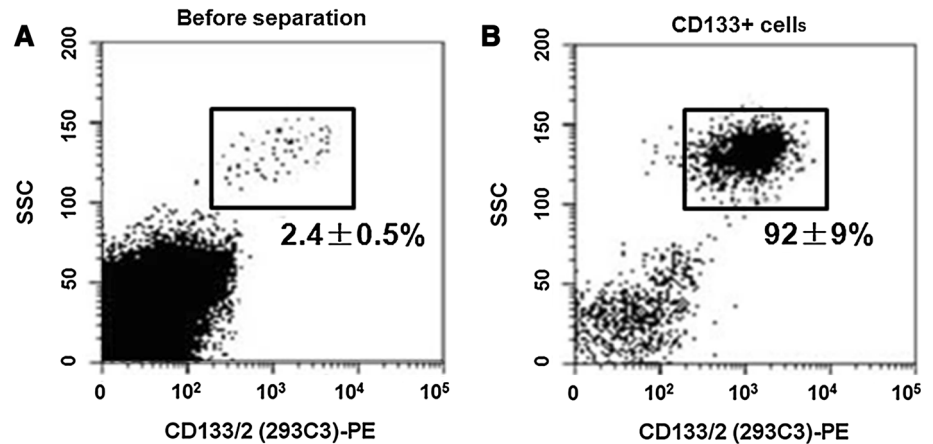 A
Before separation
200
150
100
50
0
SSC
2.4±0.5%
0 10² 10³ 10⁴ 10⁵
CD133/2 (293C3)-PE
B
CD133+ cells
200
150
100
50
0
SSC
92±9%
0 10² 10³ 10⁴ 10⁵
CD133/2 (293C3)-PE